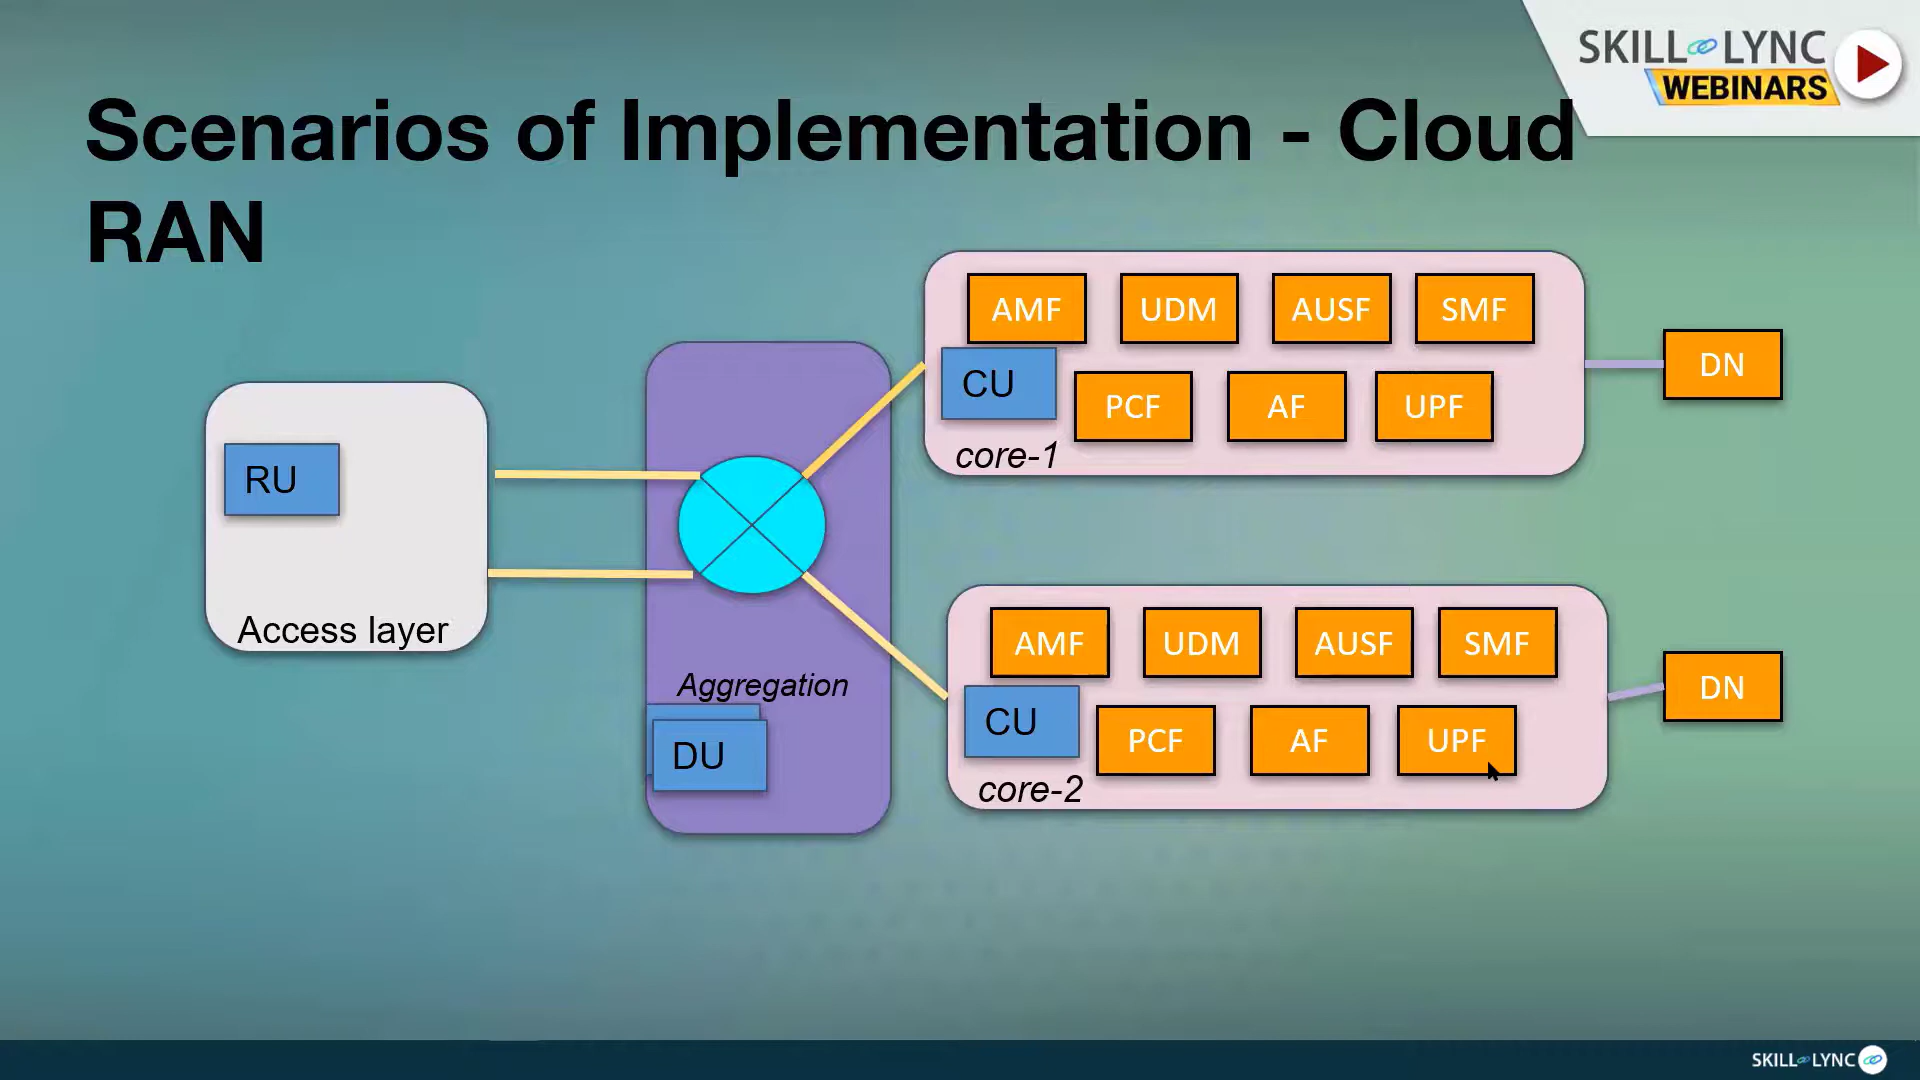 SKILL LYNC
WEBINARS
Scenarios of Implementation - Cloud
RAN
AMF UDM AUSF SMF
CU PCF AF UPF
core-1
DN
RU
Access layer
Aggregation
DU
AMF UDM AUSF SMF
CU PCF AF UPF
core-2
DN
SKILL LYNC